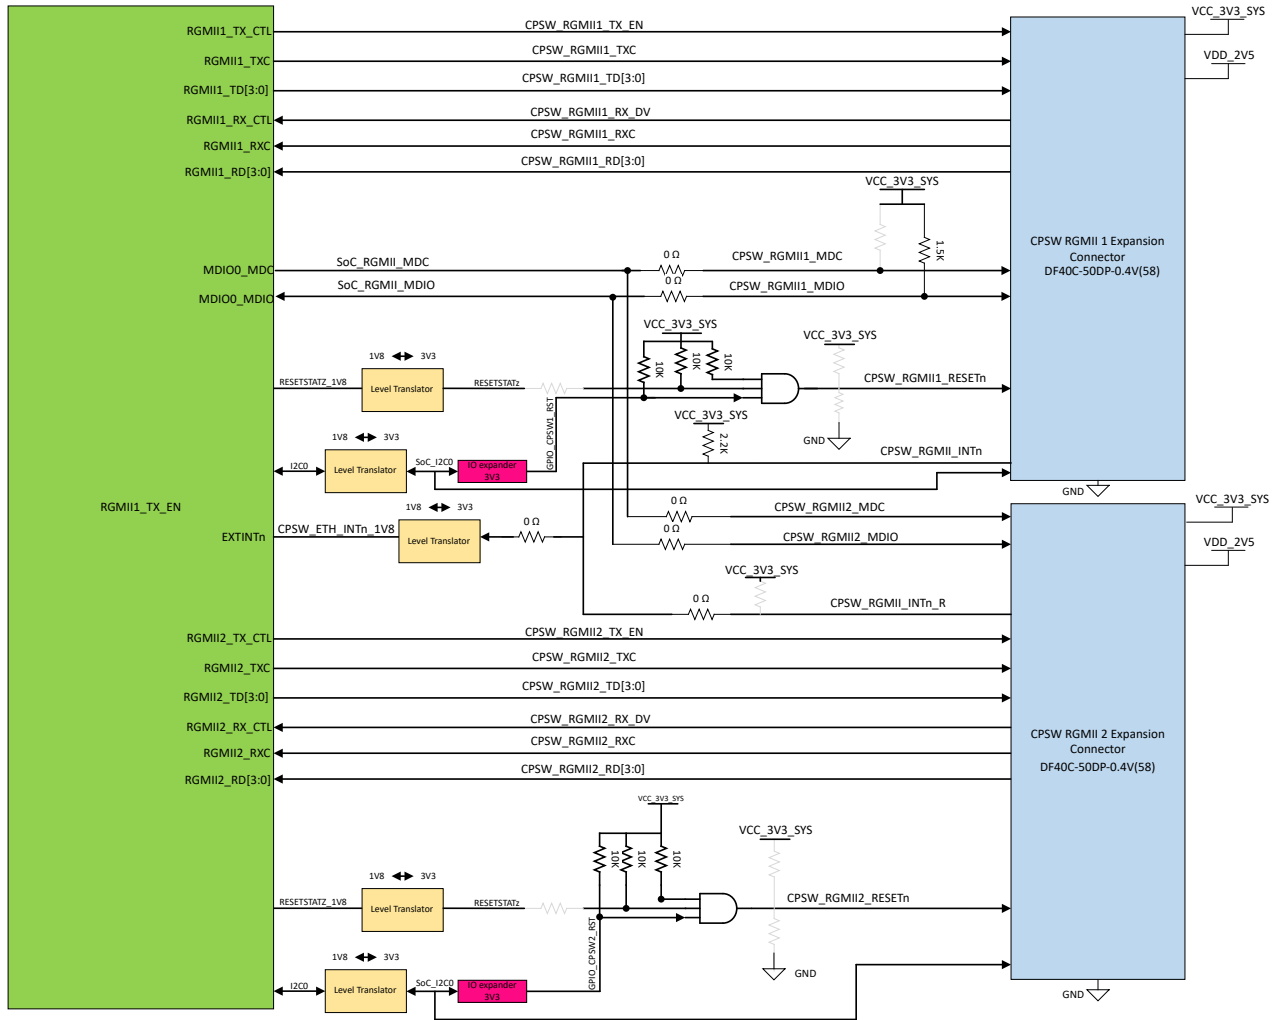 VCC_3V3_SYS
RGMII1_TX_CTL
CPSW_RGMII1_TX_EN
RGMII1_TXC
CPSW_RGMII1_TXC
VDD_2V5
RGMII1_TD[3:0]
CPSW_RGMII1_TD[3:0]
RGMII1_RX_CTL
CPSW_RGMII1_RX_DV
RGMII1_RXC
CPSW_RGMII1_RXC
RGMII1_RD[3:0]
CPSW_RGMII1_RD[3:0]
VCC_3V3_SYS
1.5K
CPSW RGMII 1 Expansion
Connector
DF40C-50DP-0.4V(58)
MDIO0_MDC
SoC_RGMII_MDC
0 Ω
CPSW_RGMII1_MDC
MDIO0_MDIO
SoC_RGMII_MDIO
0 Ω
CPSW_RGMII1_MDIO
VCC_3V3_SYS
10K
10K
10K
VCC_3V3_SYS
1V8
3V3
RESETSTATZ_1V8
Level Translator
RESETSTATz
GPIO_CPSW1_RST
CPSW_RGMII1_RESETn
GND
VCC_3V3_SYS
2.2K
CPSW_RGMII_INTn
1V8
3V3
I2C0
Level Translator
SoC_I2C0
IO expander
3V3
GND
RGMII1_TX_EN
1V8
3V3
EXTINTn
CPSW_ETH_INTn_1V8
Level Translator
0 Ω
0 Ω
CPSW_RGMII2_MDC
0 Ω
CPSW_RGMII2_MDIO
VCC_3V3_SYS
VDD_2V5
VCC_3V3_SYS
0 Ω
CPSW_RGMII_INTn_R
RGMII2_TX_CTL
CPSW_RGMII2_TX_EN
RGMII2_TXC
CPSW_RGMII2_TXC
RGMII2_TD[3:0]
CPSW_RGMII2_TD[3:0]
RGMII2_RX_CTL
CPSW_RGMII2_RX_DV
RGMII2_RXC
CPSW_RGMII2_RXC
RGMII2_RD[3:0]
CPSW_RGMII2_RD[3:0]
CPSW RGMII 2 Expansion
Connector
DF40C-50DP-0.4V(58)
VCC_3V3_SYS
10K
10K
10K
VCC_3V3_SYS
1V8
3V3
RESETSTATZ_1V8
Level Translator
RESETSTATz
GPIO_CPSW2_RST
CPSW_RGMII2_RESETn
GND
1V8
3V3
I2C0
Level Translator
SoC_I2C0
IO expander
3V3
GND